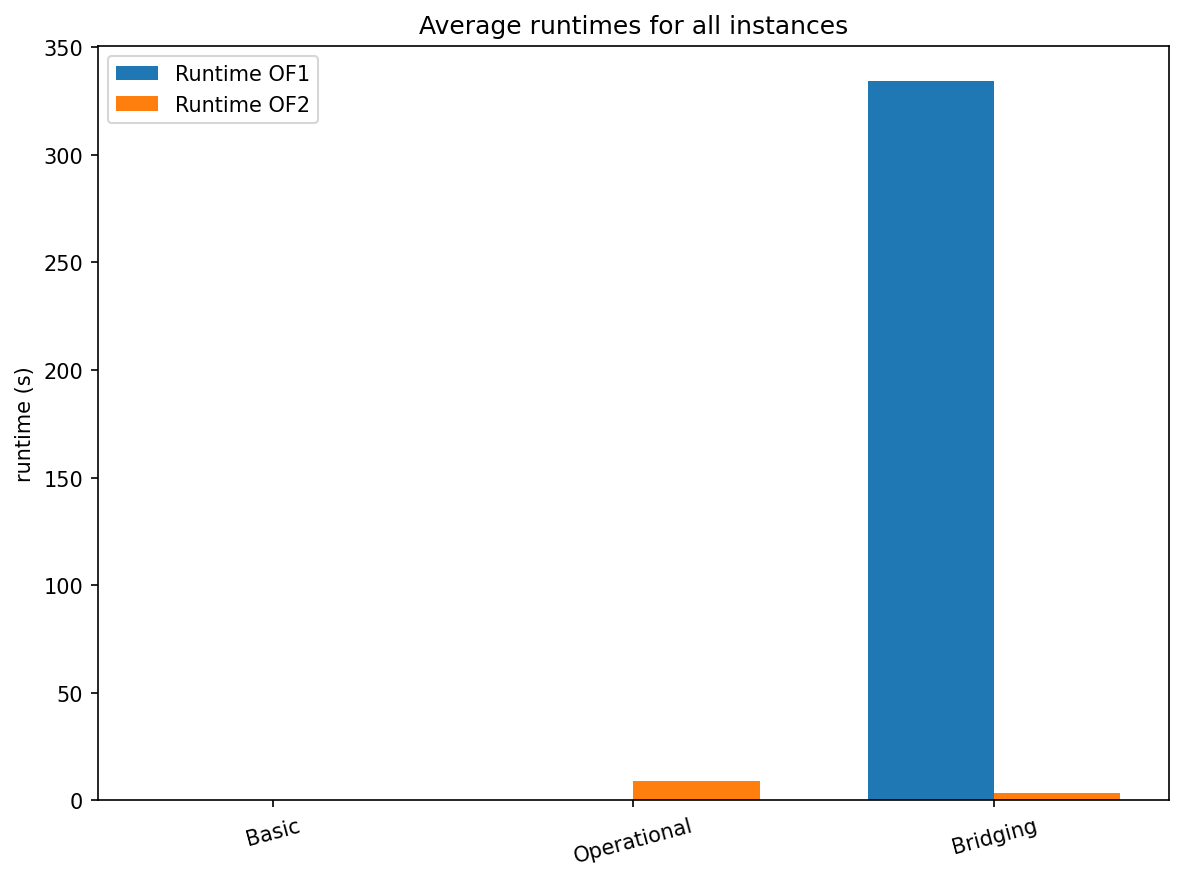 Average runtimes for all instances
350
300
250
200
150
100
50
0
runtime (s)
Runtime OF1
Runtime OF2
Basic
Operational
Bridging